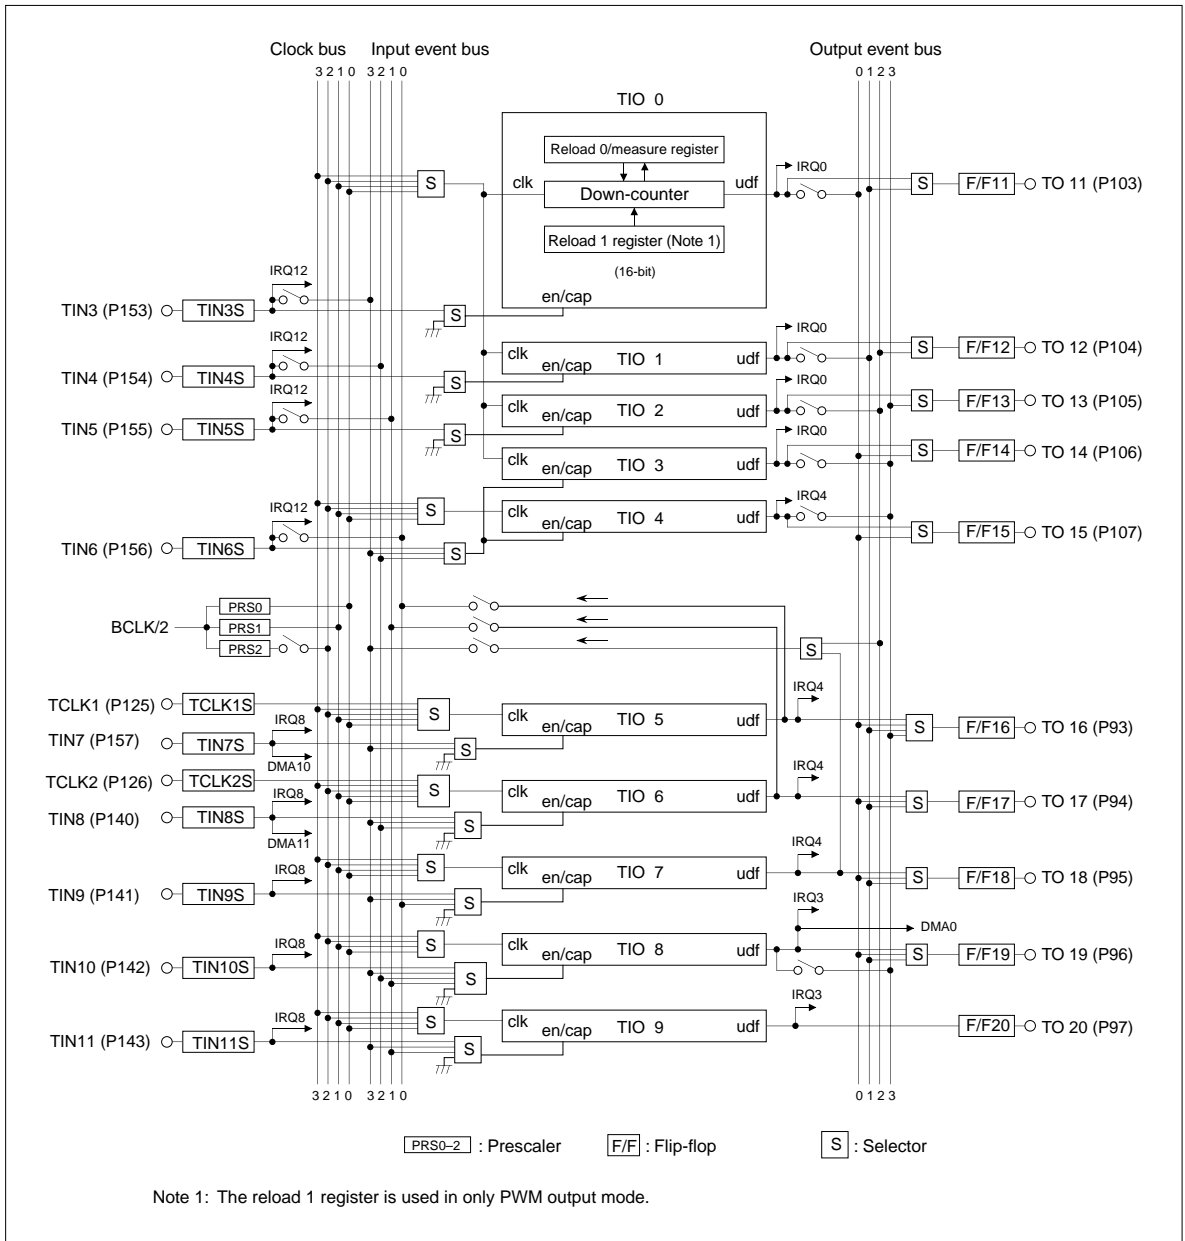 Clock bus Input event bus Output event bus
3 2 1 0 3 2 1 0 0 1 2 3
TIO 0
Reload 0/measure register
IRQ0
S clk Down-counter udf S F/F11 TO 11 (P103)
Reload 1 register (Note 1)
(16-bit)
IRQ12
en/cap
TIN3 (P153) TIN3S S
IRQ0
IRQ12
clk TIO 1 udf S F/F12 TO 12 (P104)
en/cap
TIN4 (P154) TIN4S S
IRQ0
IRQ12
clk TIO 2 udf S F/F13 TO 13 (P105)
en/cap
TIN5 (P155) TIN5S S
IRQ0
clk TIO 3 udf S F/F14 TO 14 (P106)
en/cap
IRQ4
IRQ12
S clk TIO 4 udf
en/cap
S F/F15 TO 15 (P107)
TIN6 (P156) TIN6S S
PRS0
BCLK/2 PRS1
PRS2 S
IRQ4
TCLK1 (P125) TCLK1S
S clk TIO 5 udf S F/F16 TO 16 (P93)
IRQ8
en/cap
TIN7 (P157) TIN7S S
DMA10
IRQ4
TCLK2 (P126) TCLK2S
S clk TIO 6 udf S F/F17 TO 17 (P94)
IRQ8
en/cap
TIN8 (P140) TIN8S S
DMA11
IRQ4
S clk TIO 7 udf S F/F18 TO 18 (P95)
IRQ8
en/cap
TIN9 (P141) TIN9S S
IRQ3
DMA0
S clk TIO 8 udf S F/F19 TO 19 (P96)
IRQ8
en/cap
TIN10 (P142) TIN10S S
IRQ3
IRQ8
S clk TIO 9 udf F/F20 TO 20 (P97)
en/cap
TIN11 (P143) TIN11S S
3 2 1 0 3 2 1 0 0 1 2 3
PRS0–2 : Prescaler F/F : Flip-flop S : Selector
Note 1: The reload 1 register is used in only PWM output mode.